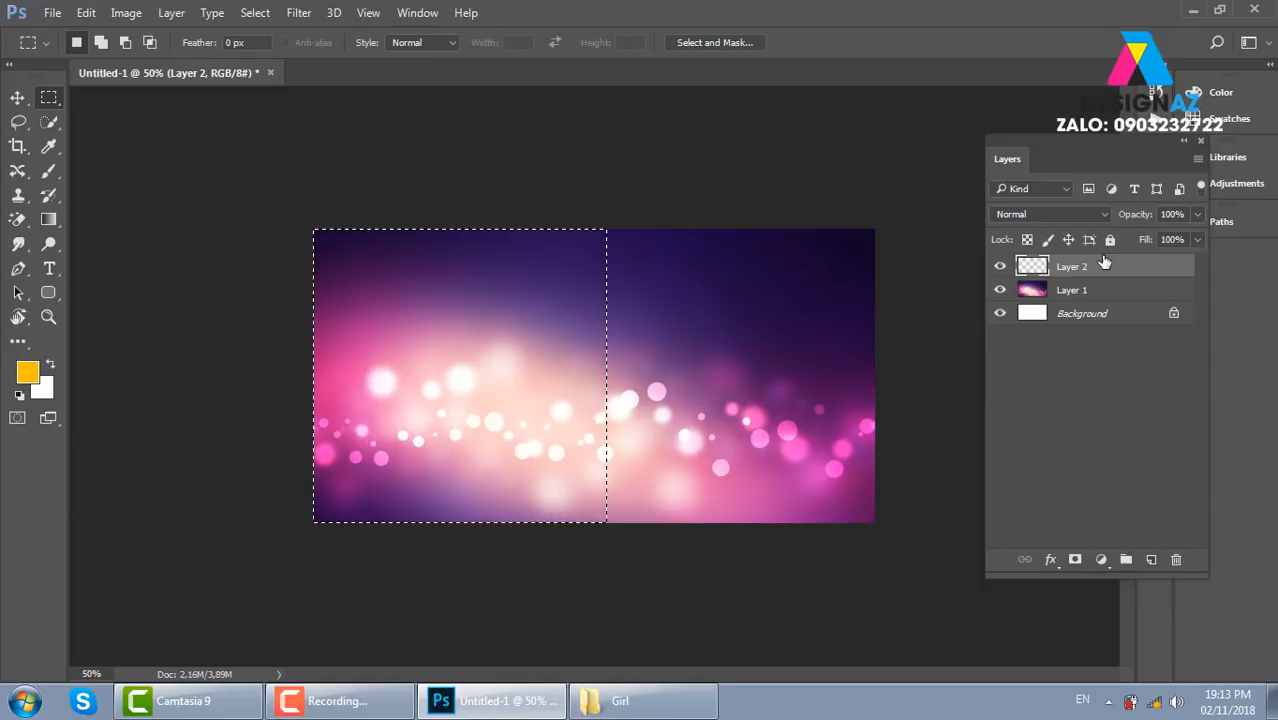 Ps File Edit Image Layer Type Select Filter 3D View Window Help
Feather: 0 px Anti-alias Style: Normal Width: Height: Select and Mask...
Untitled-1 @ 50% (Layer 2, RGB/8#) * ×
DESIGNAZ
ZALO: 0903232722
Color
Swatches
Libraries
Adjustments
Paths
Layers
Kind
Normal Opacity: 100%
Lock: Fill: 100%
Layer 2
Layer 1
Background
fx
50% Doc: 2,16M/3,89M
Camtasia 9
Recording...
Ps Untitled-1 @ 50% ...
Girl
EN
19:13 PM
02/11/2018